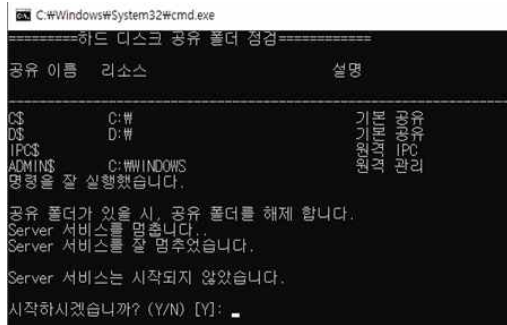 C:₩Windows₩System32₩cmd.exe
=========하드 디스크 공유 폴더 점검============
공유 이름 리소스 설명
-------------------------------------------------------------------------------
C$ C:₩ 기본 공유
D$ D:₩ 기본 공유
IPC$ 원격 IPC
ADMIN$ C:₩WINDOWS 원격 관리
명령을 잘 실행했습니다.
공유 폴더가 있을 시, 공유 폴더를 해제 합니다.
Server 서비스를 멈춥니다..
Server 서비스를 잘 멈추었습니다.
Server 서비스는 시작되지 않았습니다.
시작하시겠습니까? (Y/N) [Y]: